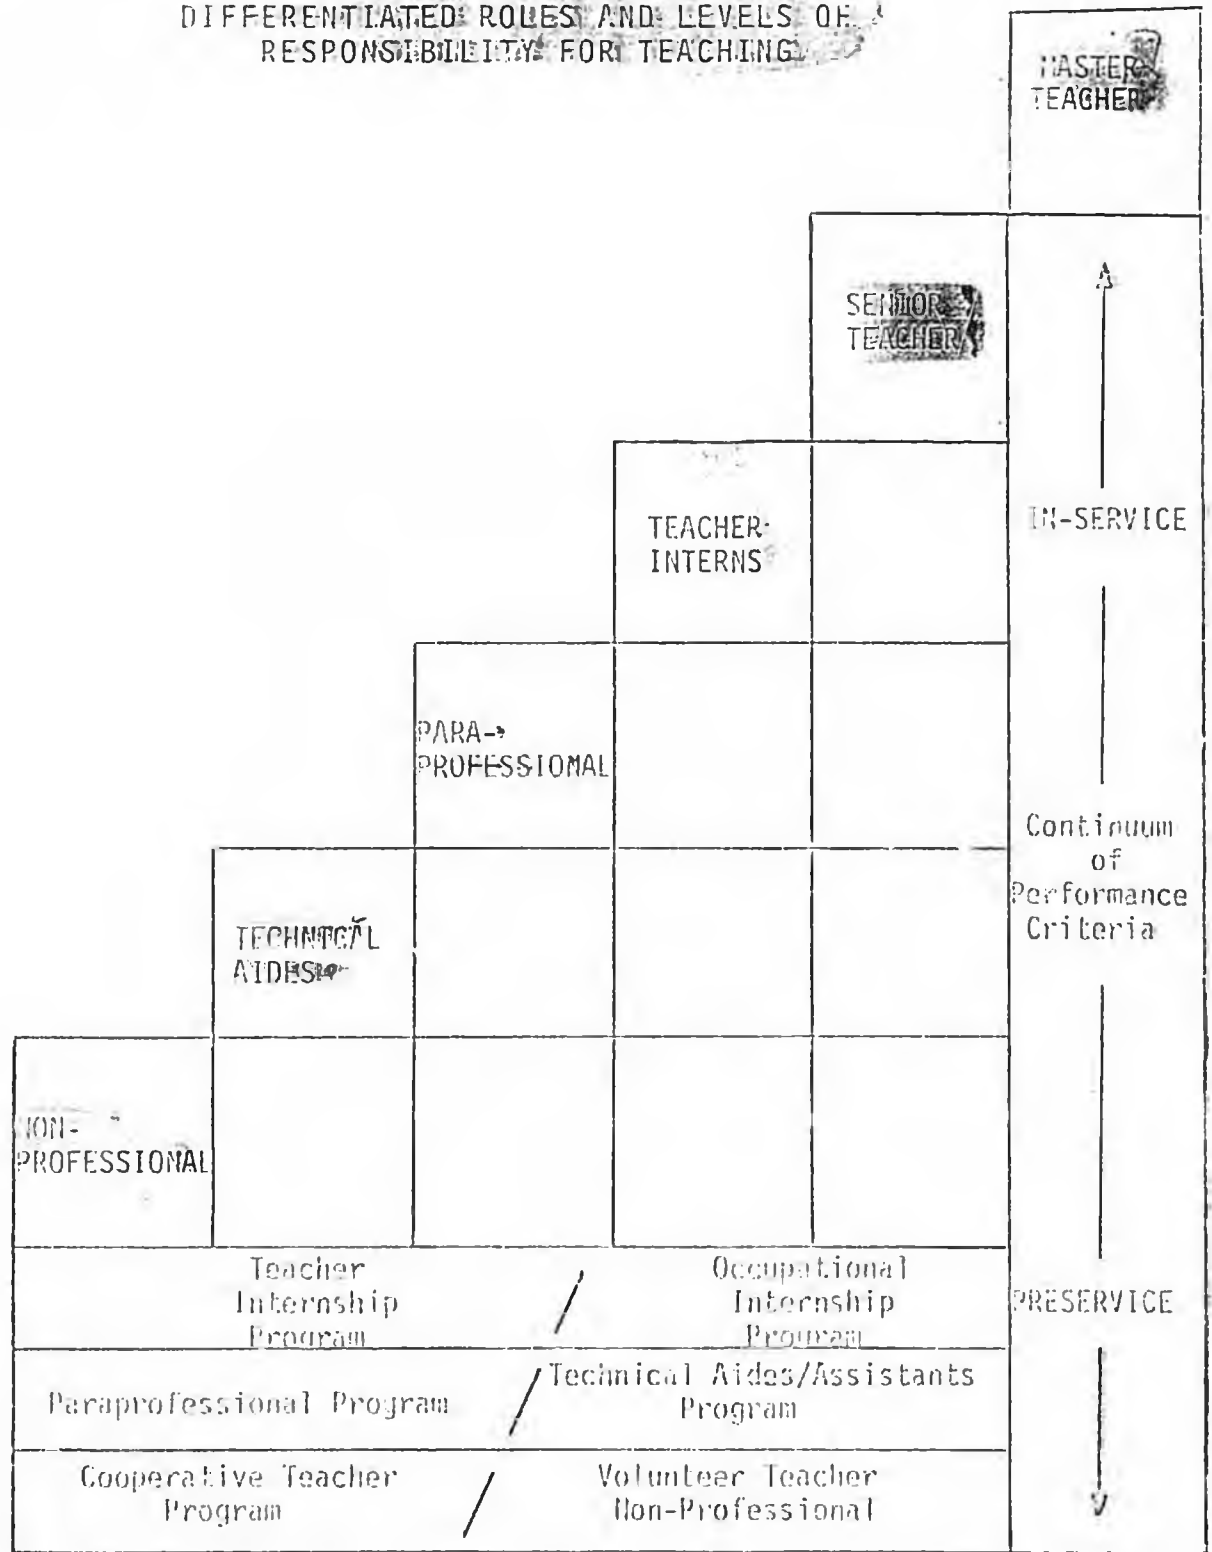 DIFFERENTIATED ROLES AND LEVELS OF
RESPONSIBILITY FOR TEACHING
MASTER
TEACHER
SENIOR
TEACHER
TEACHER
INTERNS
IN-SERVICE
PARA-
PROFESSIONAL
Continuum
of
Performance
Criteria
TECHNICAL
AIDES
NON-
PROFESSIONAL
Teacher
Internship
Program
/
Occupational
Internship
Program
PRESERVICE
Paraprofessional Program
/
Technical Aides/Assistants
Program
Cooperative Teacher
Program
/
Volunteer Teacher
Non-Professional